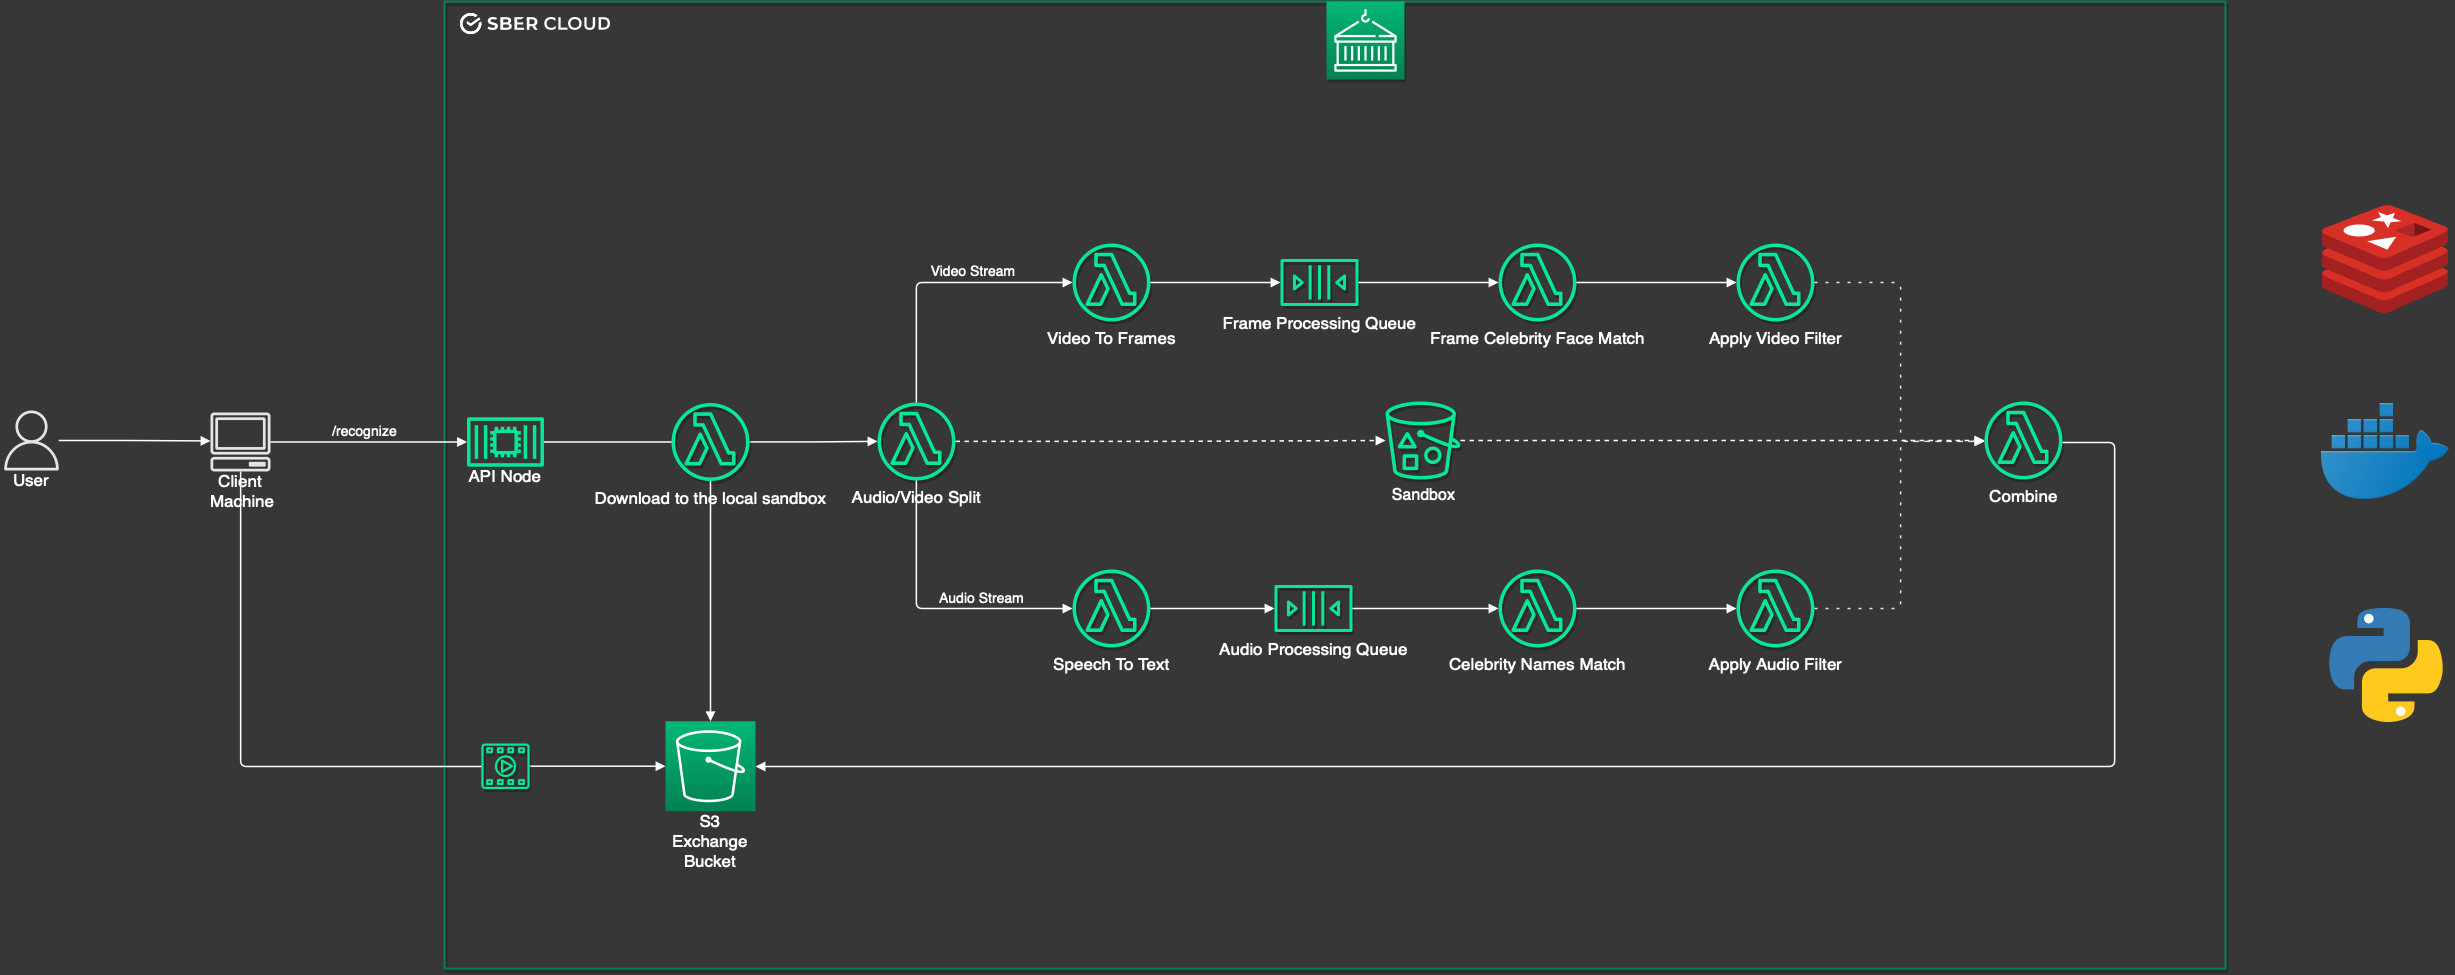 SBER CLOUD
Video Stream
Video To Frames
Frame Processing Queue
Frame Celebrity Face Match
Apply Video Filter
/recognize
User
Client
Machine
API Node
Download to the local sandbox
Audio/Video Split
Sandbox
Combine
Audio Stream
Speech To Text
Audio Processing Queue
Celebrity Names Match
Apply Audio Filter
S3
Exchange
Bucket